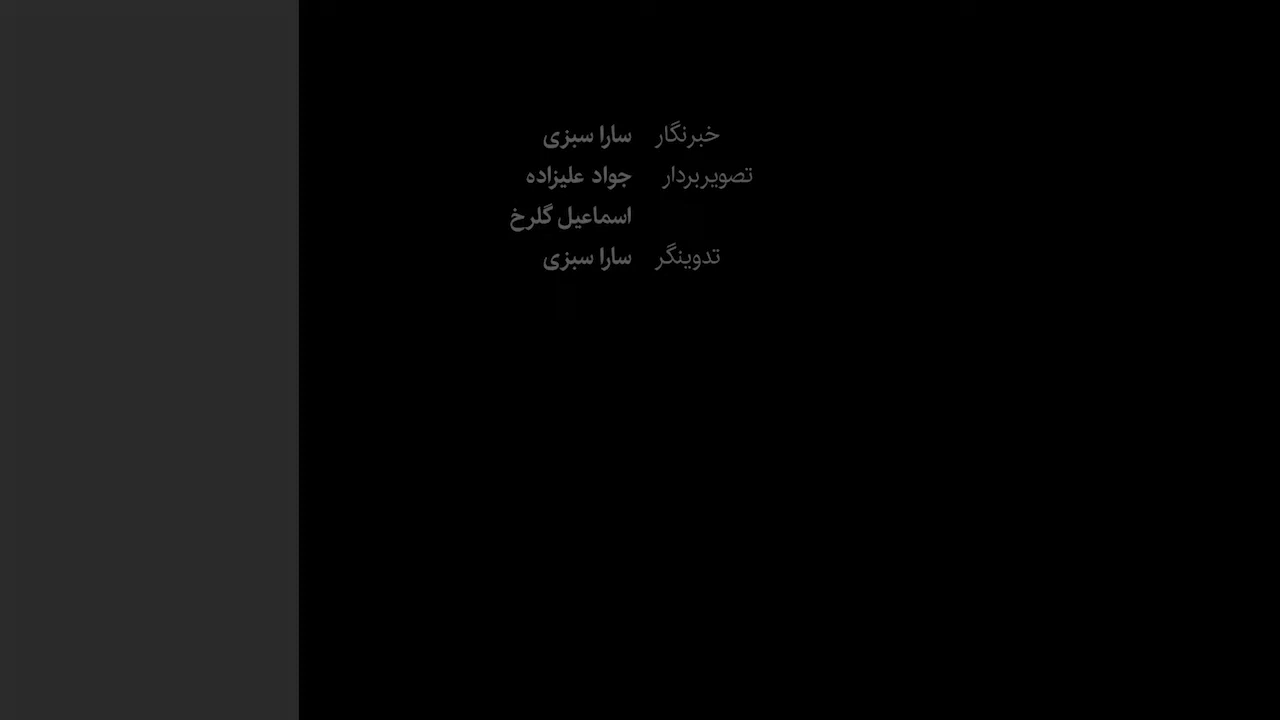 خبرنگار سارا سبزی
تصویربردار جواد علیزاده
اسماعیل گلرخ
تدوینگر سارا سبزی